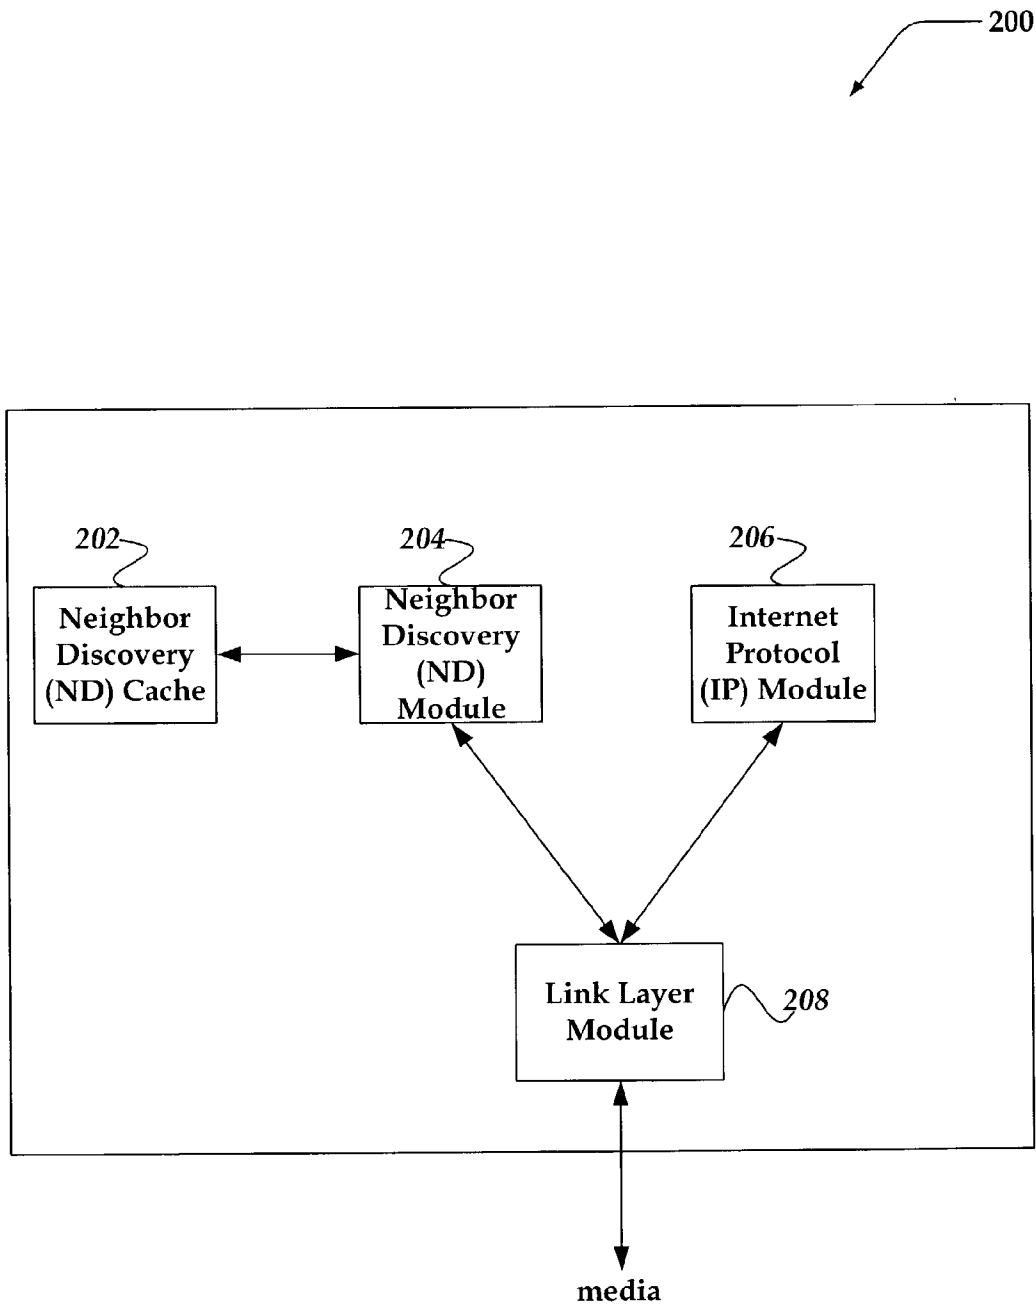 200
202
204
206
Neighbor
Discovery
(ND) Cache
Neighbor
Discovery
(ND)
Module
Internet
Protocol
(IP) Module
Link Layer
Module
208
media